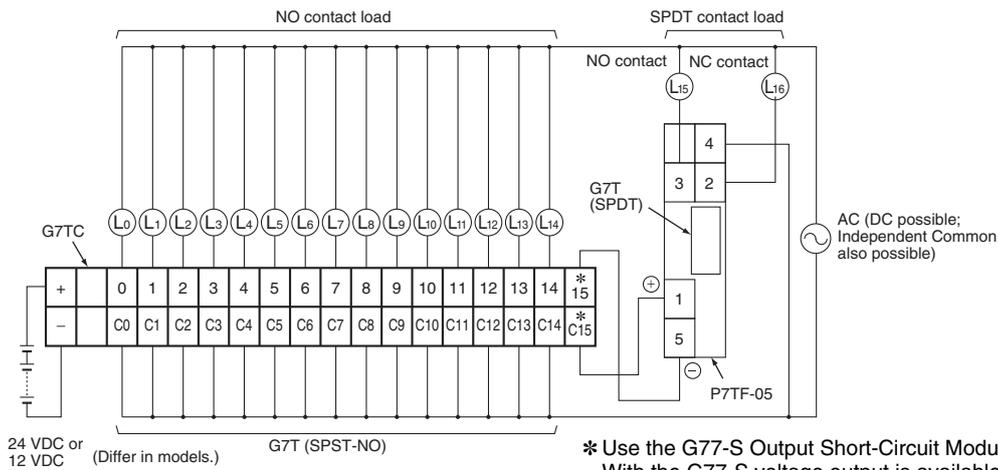 NO contact load
SPDT contact load
NO contact
NC contact
L15
L16
4
3
2
G7T
(SPDT)
L0 L1 L2 L3 L4 L5 L6 L7 L8 L9 L10 L11 L12 L13 L14
AC (DC possible;
Independent Common
also possible)
G7TC
+ 0 1 2 3 4 5 6 7 8 9 10 11 12 13 14 * 15
− C0 C1 C2 C3 C4 C5 C6 C7 C8 C9 C10 C11 C12 C13 C14 * C15
+
1
5
−
P7TF-05
24 VDC or
12 VDC
(Differ in models.)
G7T (SPST-NO)
* Use the G77-S Output Short-Circuit Modu
With the G77-S voltage output is available